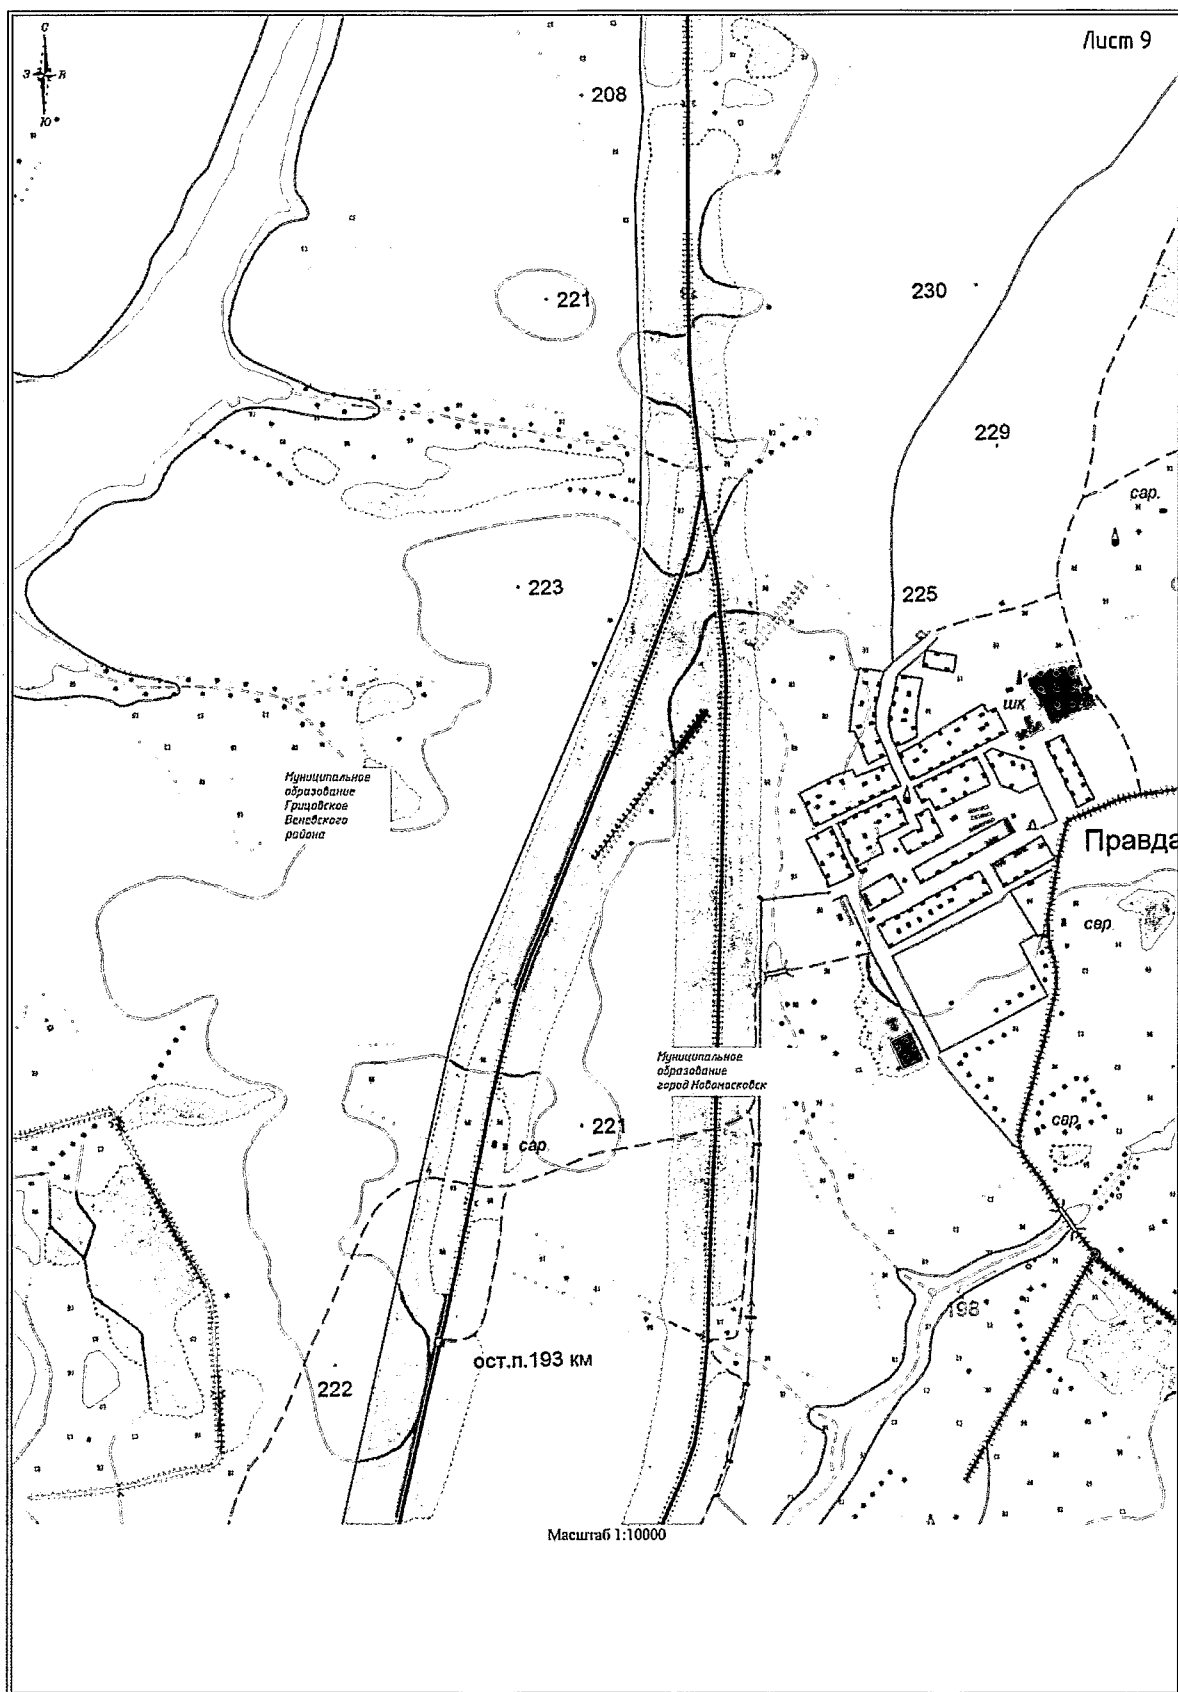 Лист 9
С
З В
Ю
208
221
230
229
сар.
223
225
шк
Муниципальное
образование
Грицовское
Веневского
района
Правда
сар
Муниципальное
образование
город Новомосковск
221
сар
сар
198
ост.п.193 км
222
Масштаб 1:10000